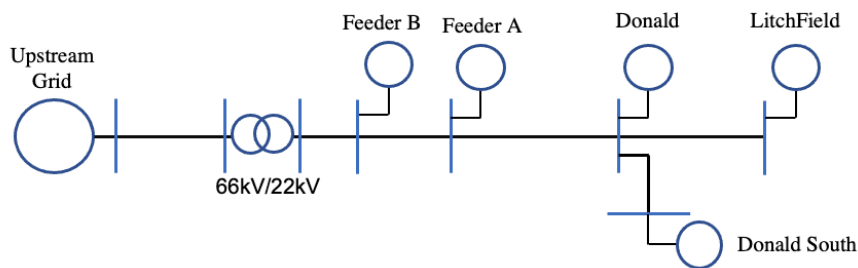 Feeder B
Feeder A
Donald
LitchField
Upstream
Grid
66kV/22kV
Donald South